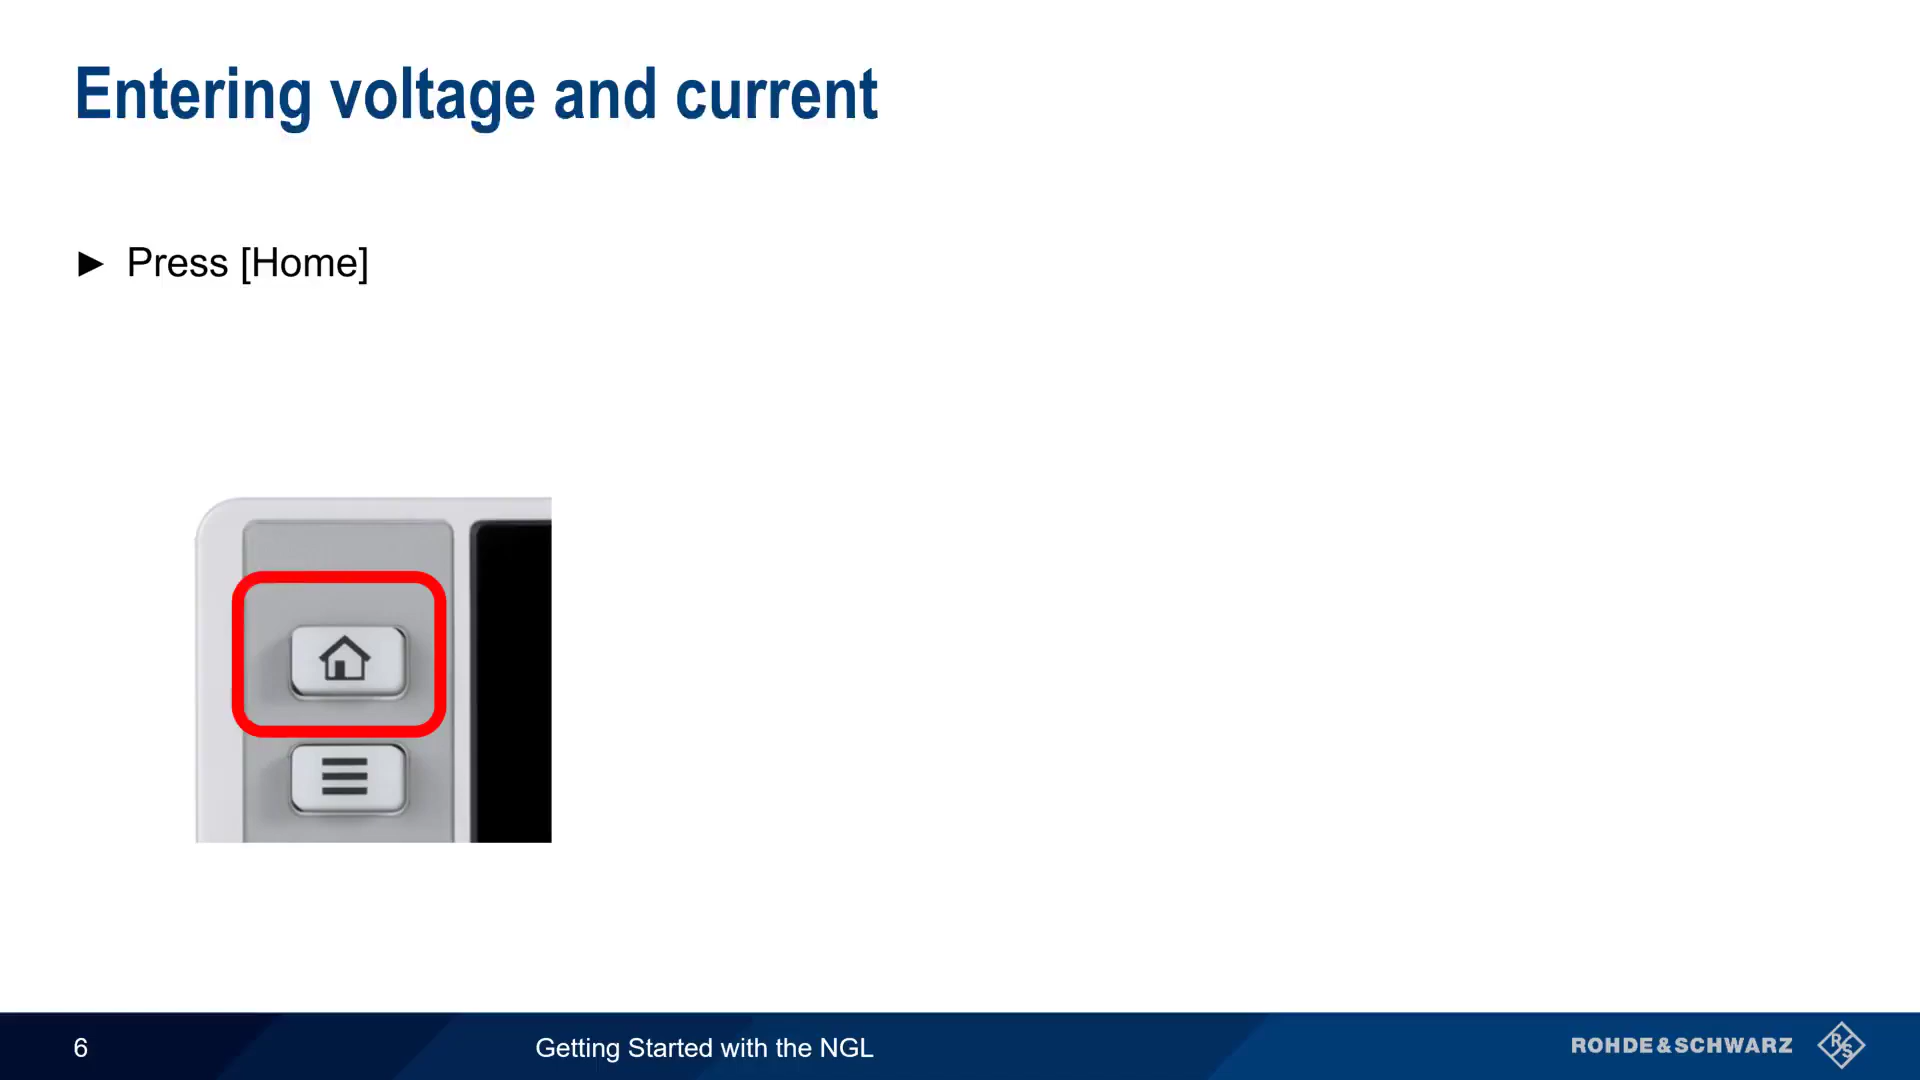 Entering voltage and current
► Press [Home]
6
Getting Started with the NGL
ROHDE&SCHWARZ
R
S